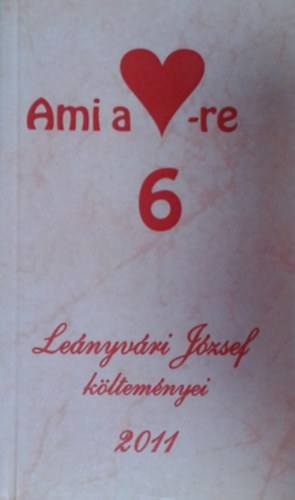 Ami a ♥-re
6
Leányvári József
költeményei
2011